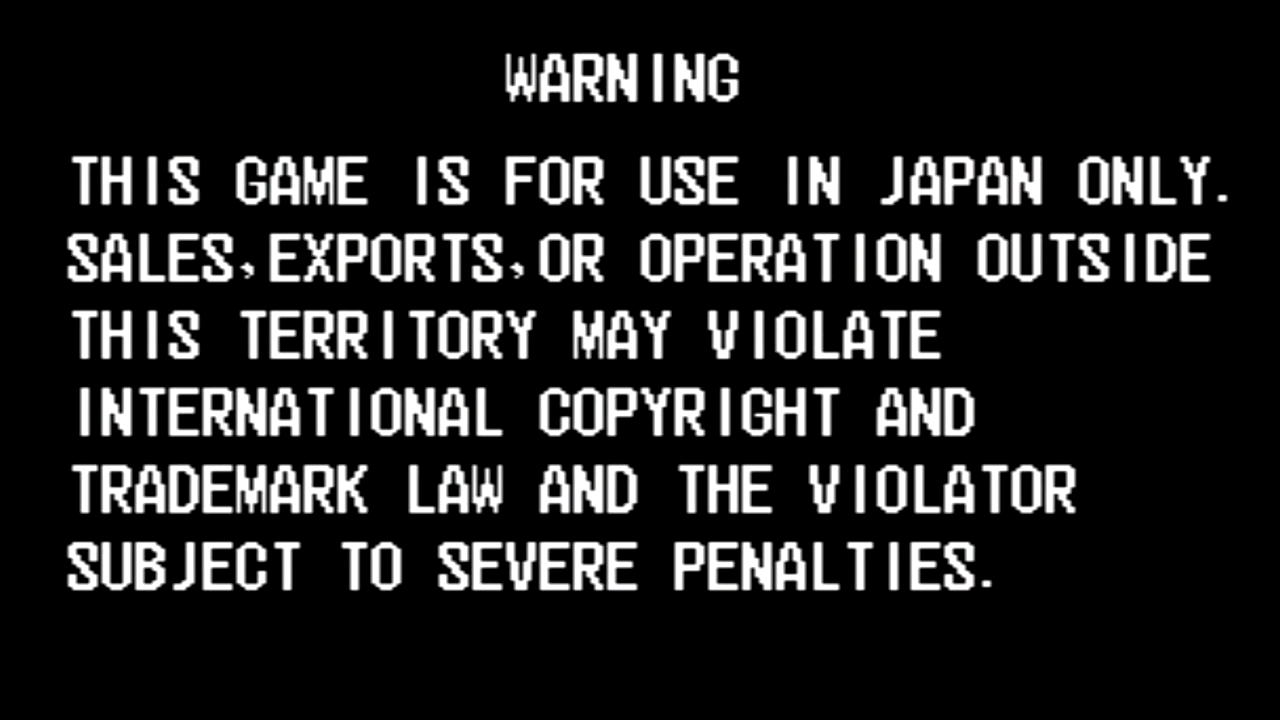 WARNING
THIS GAME IS FOR USE IN JAPAN ONLY.
SALES,EXPORTS,OR OPERATION OUTSIDE
THIS TERRITORY MAY VIOLATE
INTERNATIONAL COPYRIGHT AND
TRADEMARK LAW AND THE VIOLATOR
SUBJECT TO SEVERE PENALTIES.